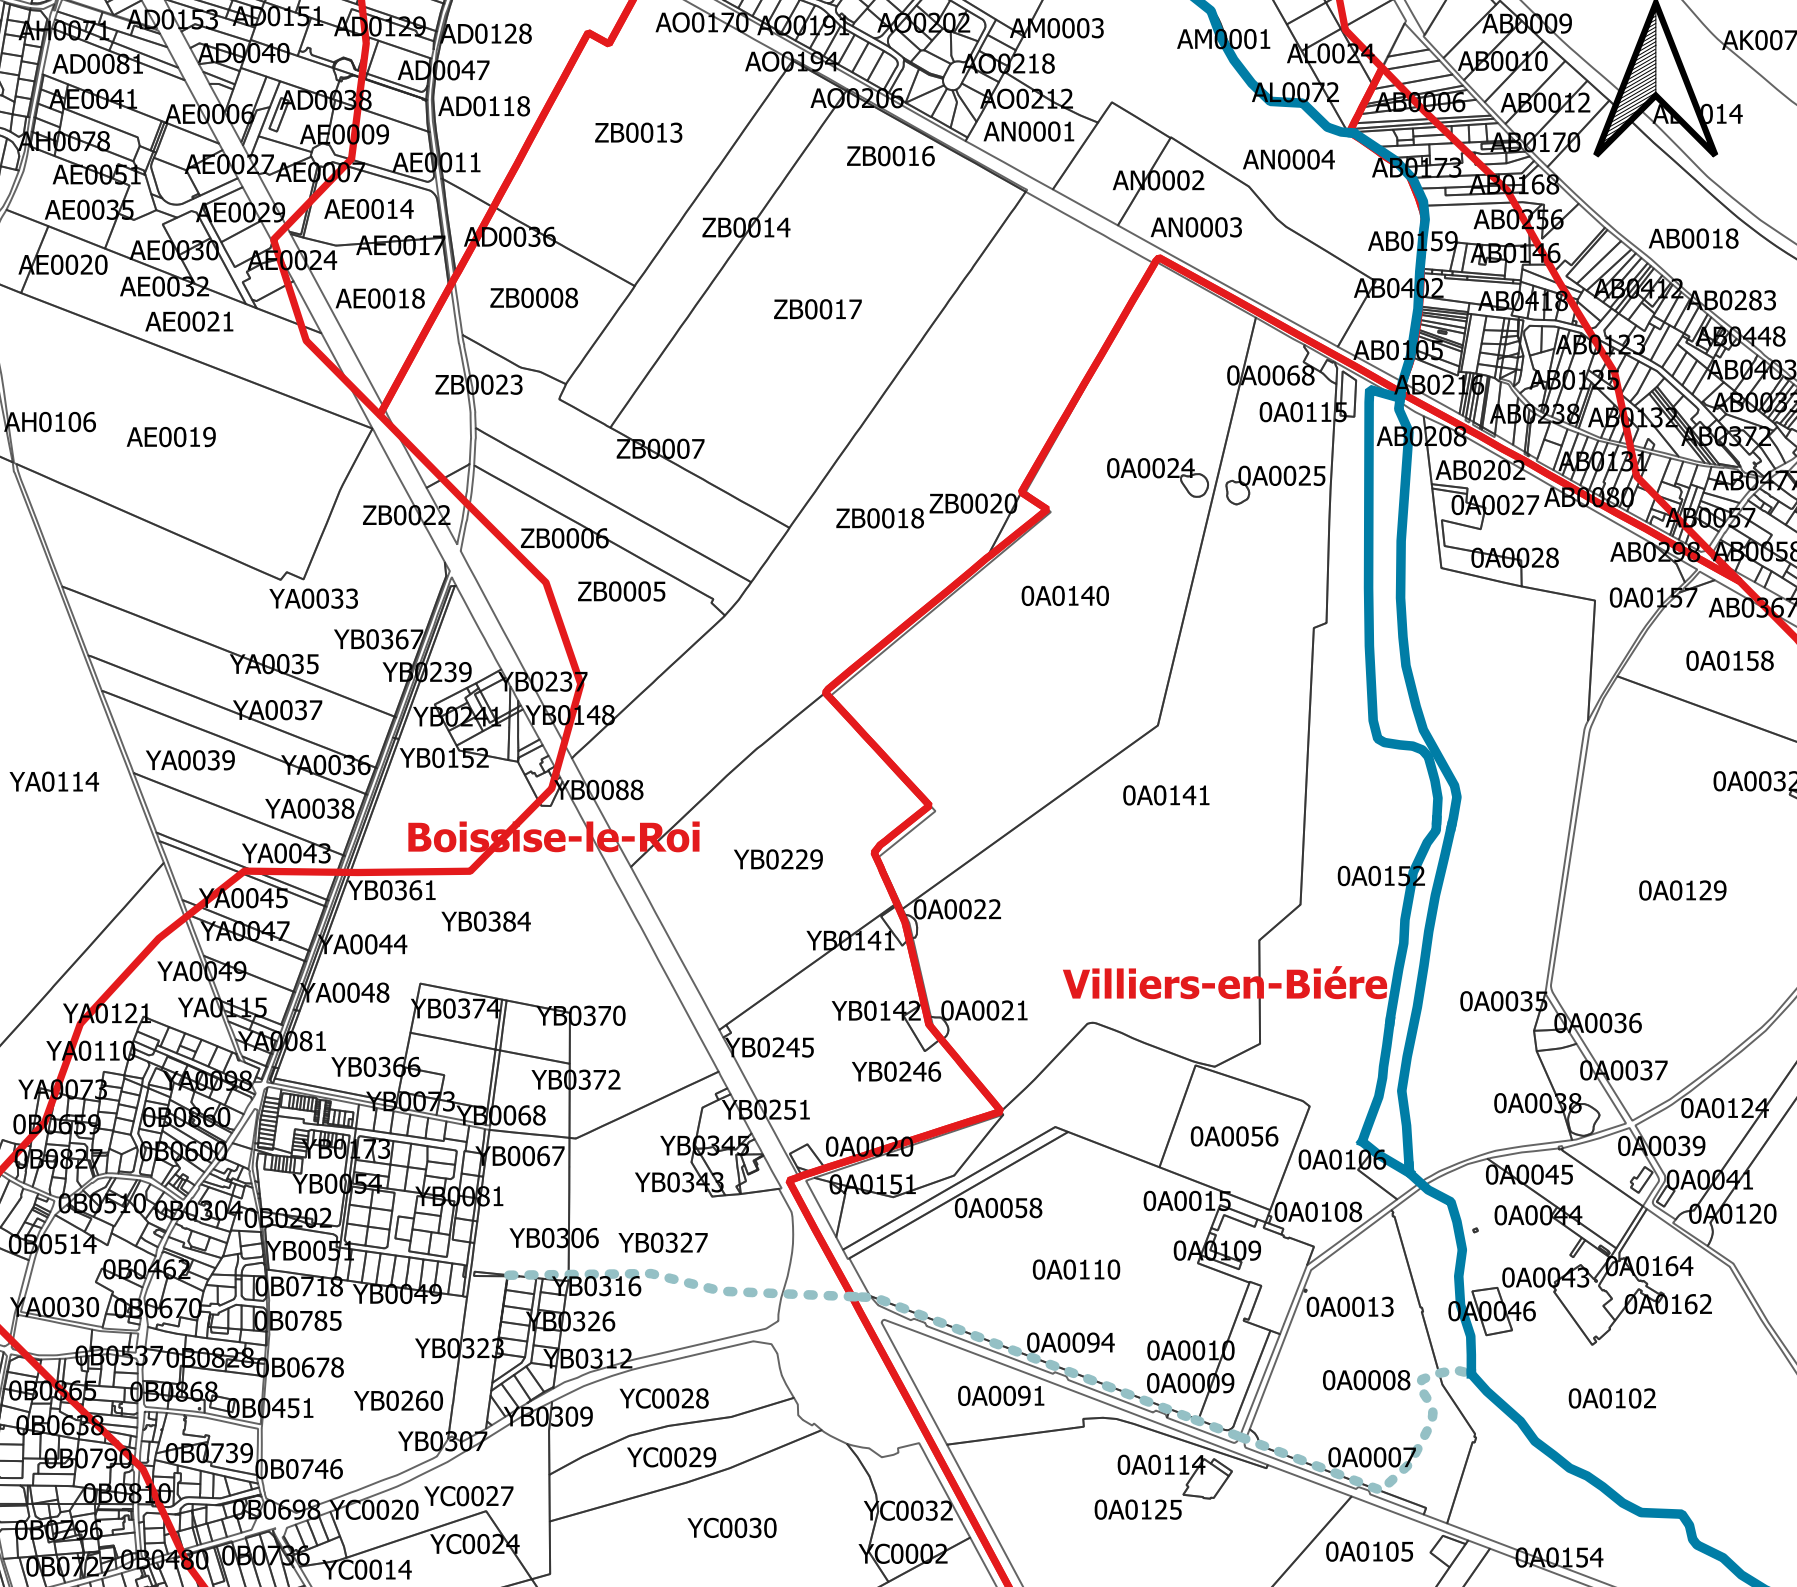 AH0071 AD0153 AD0151 AD0129 AD0128 AO0170 AO0191 AO0202 AM0003 AM0001 AL0024 AB0009 AK007
AD0081 AD0040 AD0047 AO0194 AO0218 AB0010
AE0041 AE0006 AD0038 AD0118 AO0206 AO0212 AL0072 AB0006 AB0012 014
AH0078 AE0009 ZB0013 AN0001 AB0170
AE0051 AE0027 AE0007 AE0011 ZB0016 AN0002 AN0004 AB0173 AB0168
AE0035 AE0029 AE0014 ZB0014 AN0003 AB0256
AE0030 AE0017 AD0036 AB0159 AB0146 AB0018
AE0020 AE0024
AE0032 AE0018 ZB0008 ZB0017 AB0402 AB0418 AB0412 AB0283
AE0021 AB0105 AB0123 AB0448
ZB0023 0A0068 AB0216 AB0125 AB0403
AH0106 AE0019 ZB0007 0A0115 AB0238 AB0132 AB003
AB0208 AB0372
0A0024 0A0025 AB0202 AB0131 AB0477
ZB0022 ZB0018 ZB0020 0A0027 AB0080 AB0057
ZB0006 0A0028 AB0298 AB0058
YA0033 ZB0005 0A0140 0A0157 AB0367
YB0367
YA0035 YB0239 YB0237 0A0158
YA0037 YB0241 YB0148
YA0039 YA0036 YB0152
YA0114 YB0088 0A0141 0A0032
YA0038
Boissise-le-Roi
YA0043 YB0229 0A0152
YA0045 YB0361 YB0384 0A0022 0A0129
YA0047 YA0044 YB0141
YA0049 YA0048 Villiers-en-Biére
YA0121 YA0115 YB0374 YB0370 YB0142 0A0021 0A0035 0A0036
YA0110 YA0081 YB0366 YB0245 YB0246 0A0037
YA0073 YA0098 YB0073 YB0068 YB0372 YB0251 0A0038 0A0124
0B0659 0B0860
0B0827 0B0600 YB0173 YB0067 YB0345 0A0020 0A0056 0A0106 0A0039
YB0054 YB0081 YB0343 0A0151 0A0045 0A0041
0B0510 0B0304 0B0202 0A0058 0A0015 0A0108 0A0044 0A0120
0B0514 YB0051 YB0306 YB0327 0A0109
0B0462 0B0718 YB0049 YB0316 0A0110 0A0043 0A0164
YA0030 0B0670 0B0785 YB0326 0A0013 0A0046 0A0162
0B0537 0B0828 0B0678 YB0323 YB0312 0A0094 0A0010
0B0865 0B0868 0B0451 YB0260 YC0028 0A0091 0A0009 0A0008 0A0102
0B0638 YB0309
0B0790 0B0739 0B0746 YB0307 YC0029 0A0114 0A0007
0B0810 0B0698 YC0020 YC0027 YC0032 0A0125
0B0796 YC0024 YC0030
0B0727 0B0480 0B0736 YC0014 YC0002 0A0105 0A0154